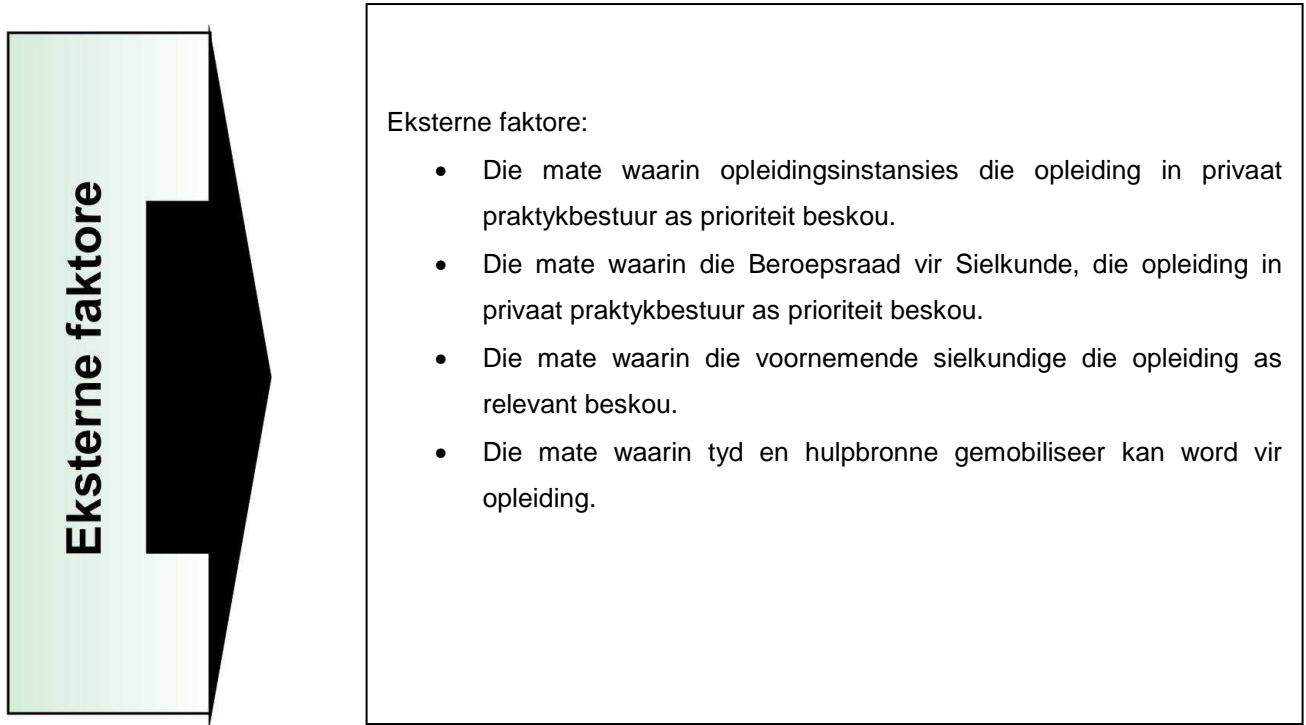 Eksterne faktore
Eksterne faktore:
• Die mate waarin opleidingsinstansies die opleiding in privaat
praktykbestuur as prioriteit beskou.
• Die mate waarin die Beroepsraad vir Sielkunde, die opleiding in
privaat praktykbestuur as prioriteit beskou.
• Die mate waarin die voornemende sielkundige die opleiding as
relevant beskou.
• Die mate waarin tyd en hulpbronne gemobiliseer kan word vir
opleiding.